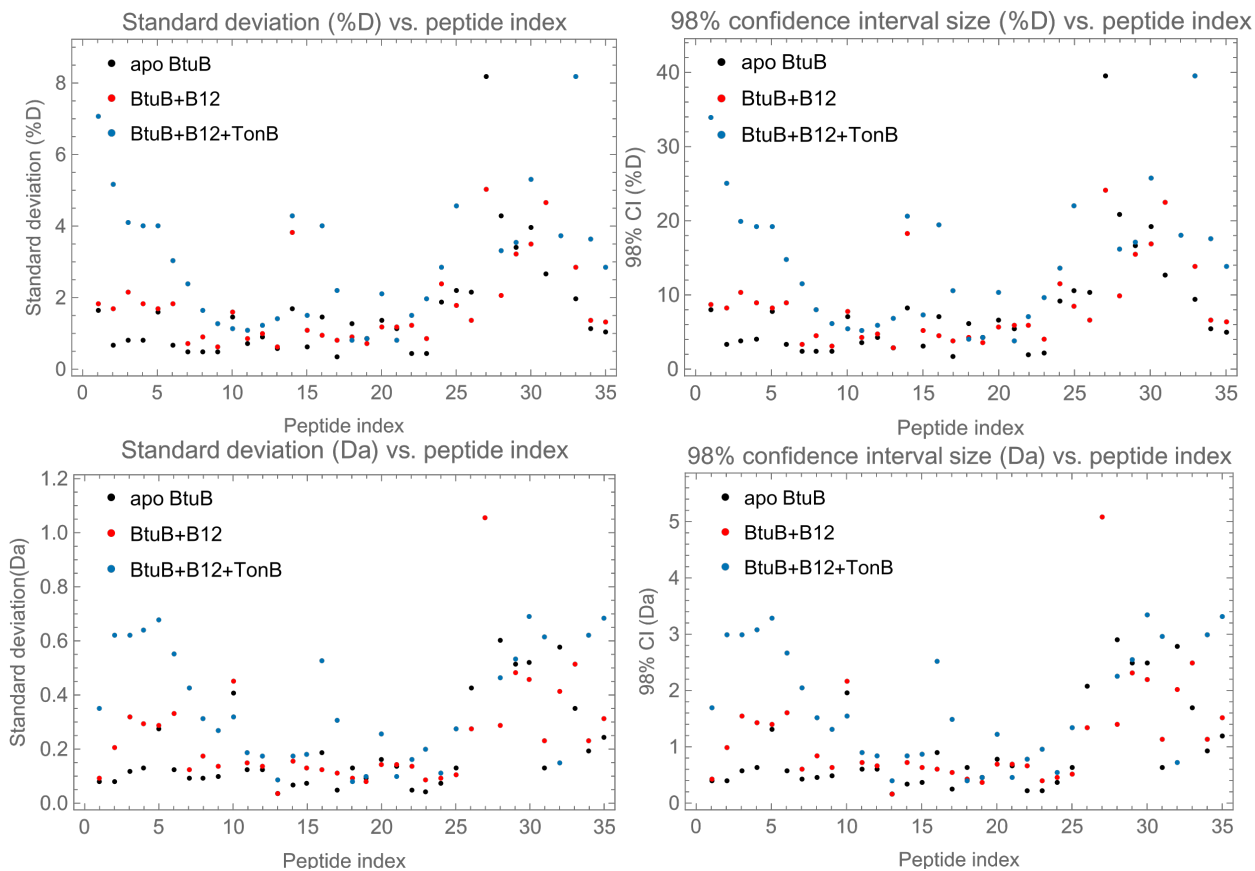 Standard deviation (%D) vs. peptide index
Standard deviation (%D)
8
6
4
2
0
apo BtuB
BtuB+B12
BtuB+B12+TonB
0 5 10 15 20 25 30 35
Peptide index
98% confidence interval size (%D) vs. peptide index
98% CI (%D)
40
30
20
10
0
apo BtuB
BtuB+B12
BtuB+B12+TonB
0 5 10 15 20 25 30 35
Peptide index
Standard deviation (Da) vs. peptide index
Standard deviation(Da)
1.2
1.0
0.8
0.6
0.4
0.2
0.0
apo BtuB
BtuB+B12
BtuB+B12+TonB
0 5 10 15 20 25 30 35
Peptide index
98% confidence interval size (Da) vs. peptide index
98% CI (Da)
5
4
3
2
1
0
apo BtuB
BtuB+B12
BtuB+B12+TonB
0 5 10 15 20 25 30 35
Peptide index